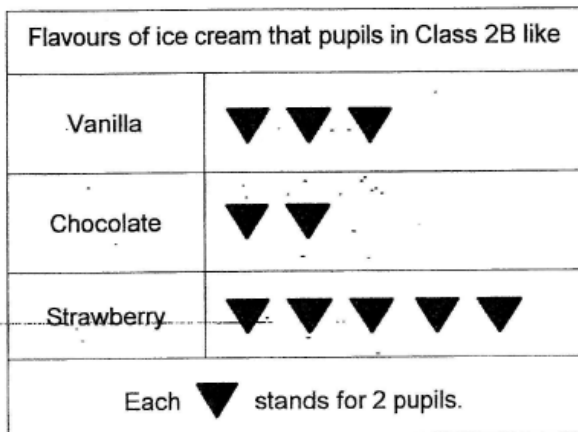 Flavours of ice cream that pupils in Class 2B like
Vanilla
Chocolate
Strawberry
Each stands for 2 pupils.